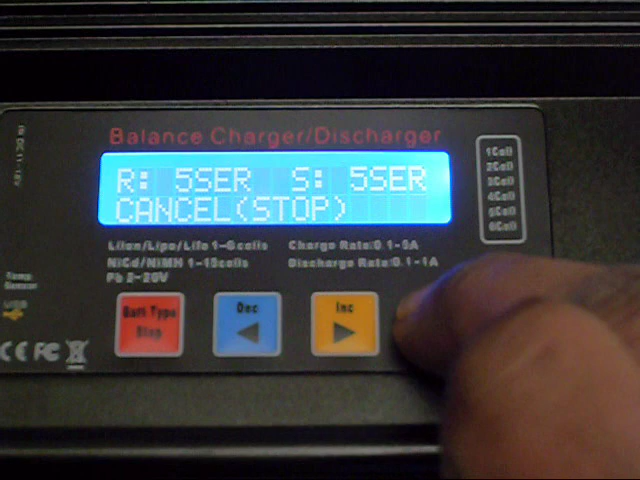 Balance Charger/Discharger
R: 5SER S: 5SER
CANCEL(STOP)
LiIon/Lipo/Life 1-6cells
Charge Rate:0.1-5A
NiCd/NiMH 1-15cells
Discharge Rate:0.1-1A
Pb 2-20V
1Cell
2Cell
3Cell
4Cell
5Cell
6Cell
Temp
Sensor
USB
Batt Type
Stop
Dec
Inc
CE FC